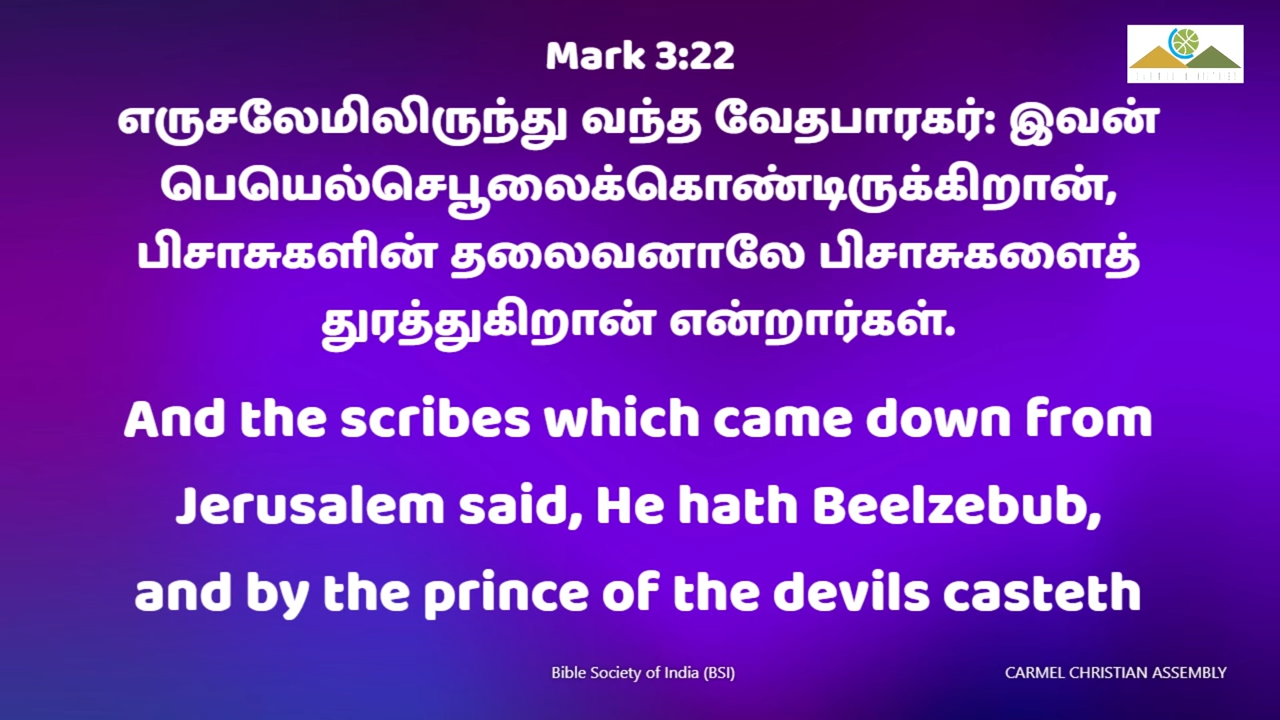 Mark 3:22
எருசலேமிலிருந்து வந்த வேதபாரகர்: இவன்
பெயெல்செபூலைக்கொண்டிருக்கிறான்,
பிசாசுகளின் தலைவனாலே பிசாசுகளைத்
துரத்துகிறான் என்றார்கள்.
And the scribes which came down from
Jerusalem said, He hath Beelzebub,
and by the prince of the devils casteth
Bible Society of India (BSI)
CARMEL CHRISTIAN ASSEMBLY